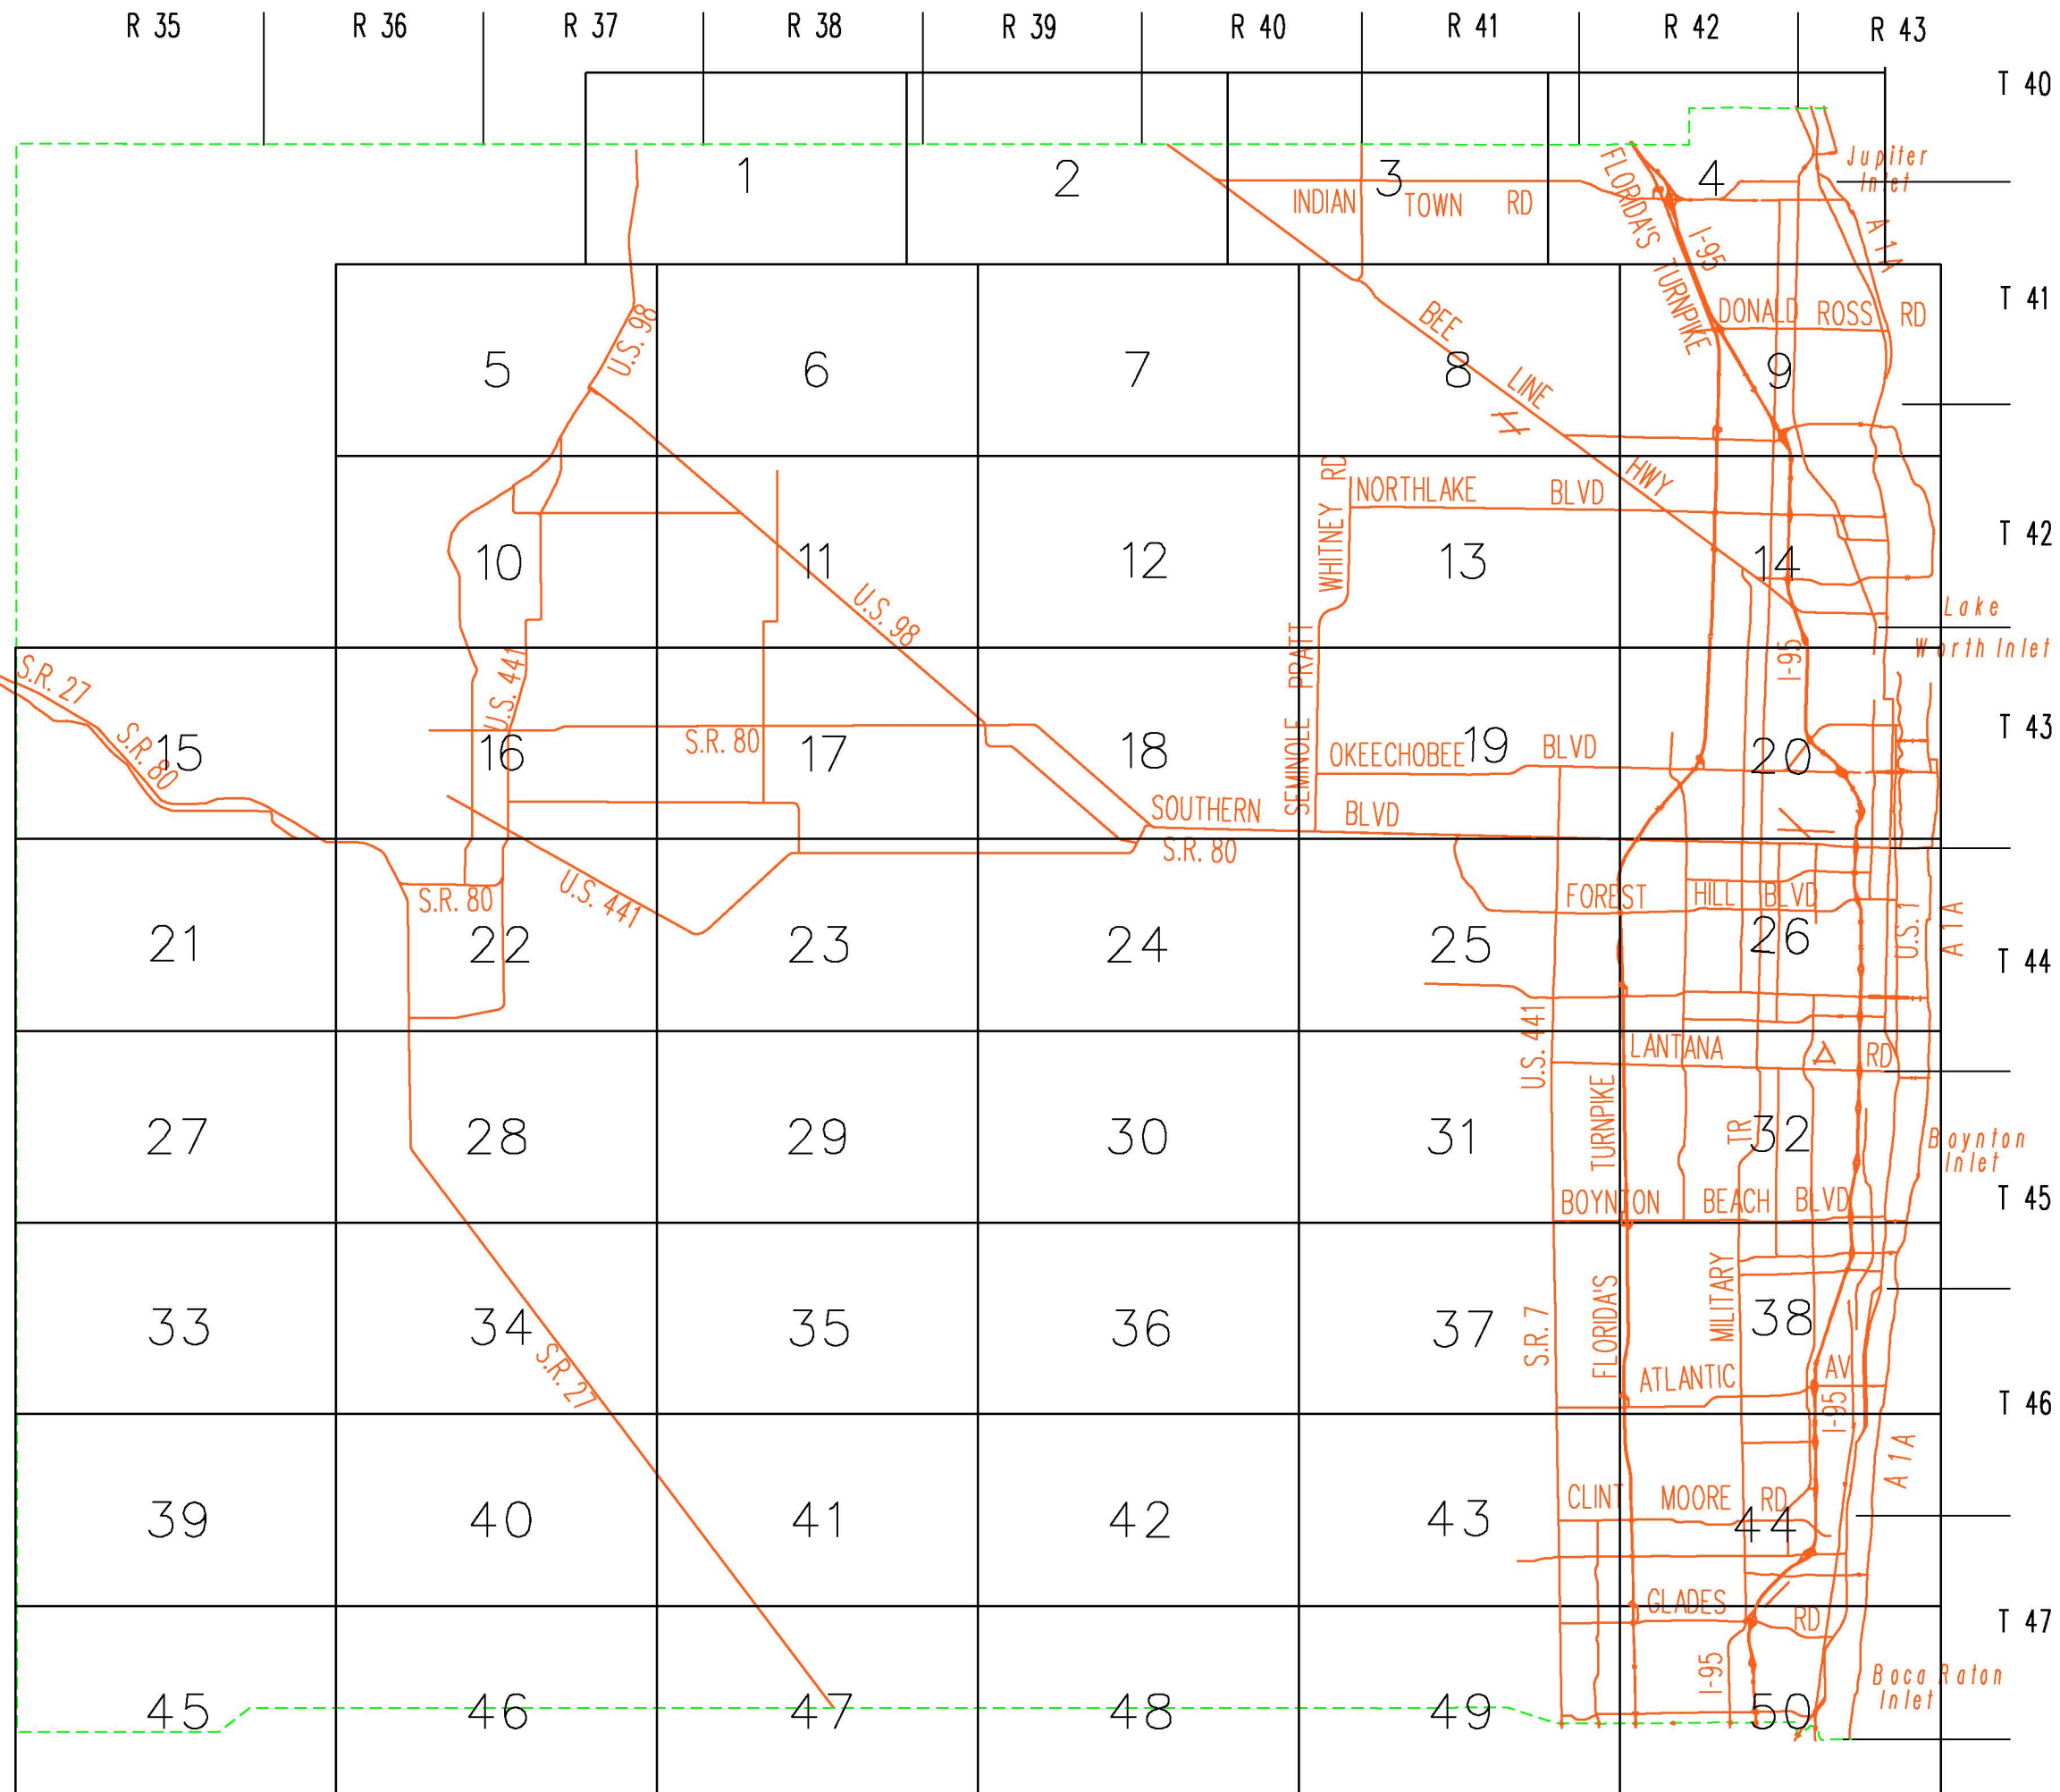 R 35 R 36 R 37 R 38 R 39 R 40 R 41 R 42 R 43
T 40
1 2 3 4
Jupiter
Inlet
INDIAN TOWN RD
FLORIDA'S TURNPIKE
I-95
A 1A
T 41
U.S. 98
BEE LINE HWY
DONALD ROSS RD
5 6 7 8 9
WHITNEY RD
NORTHLAKE BLVD
T 42
10 11 12 13 14
U.S. 98
Lake
Worth Inlet
S.R. 27
S.R. 80
U.S. 441
SEMINOLE PRATT
I-95
T 43
15 16 17 18 19 20
S.R. 80
OKEECHOBEE BLVD
SOUTHERN BLVD
S.R. 80
S.R. 80
U.S. 441
FOREST HILL BLVD
U.S. 1
A 1A
21 22 23 24 25 26
T 44
U.S. 441
LANTANA RD
TURNPIKE
TR
27 28 29 30 31 32
Boynton
Inlet
BOYNTON BEACH BLVD
T 45
33 34 35 36 37 38
S.R. 27
S.R. 7
FLORIDA'S
MILITARY
ATLANTIC AV
I-95
T 46
A 1A
CLINT MOORE RD
39 40 41 42 43 44
GLADES RD
T 47
I-95
Boca Raton
Inlet
45 46 47 48 49 50